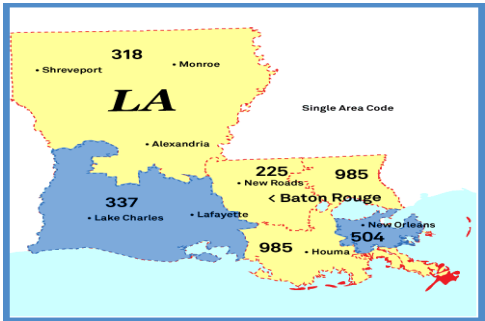 318
Monroe
Shreveport
LA
Single Area Code
Alexandria
225
985
New Roads
< Baton Rouge
337
Lake Charles
Lafayette
New Orleans
504
985
Houma